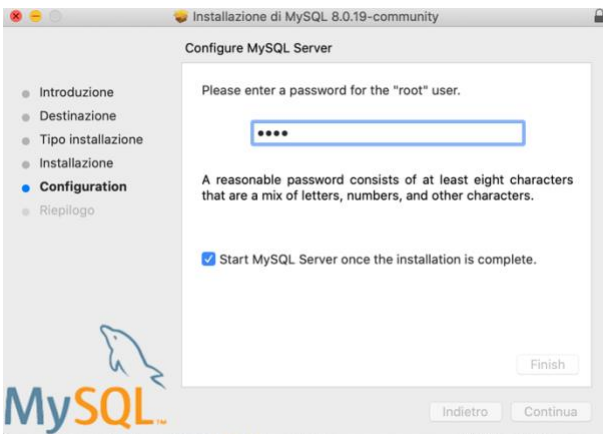 Installazione di MySQL 8.0.19-community
Configure MySQL Server
Introduzione
Destinazione
Tipo installazione
Installazione
Configuration
Riepilogo
Please enter a password for the "root" user.
••••
A reasonable password consists of at least eight characters
that are a mix of letters, numbers, and other characters.
Start MySQL Server once the installation is complete.
Finish
MySQL™
Indietro
Continua